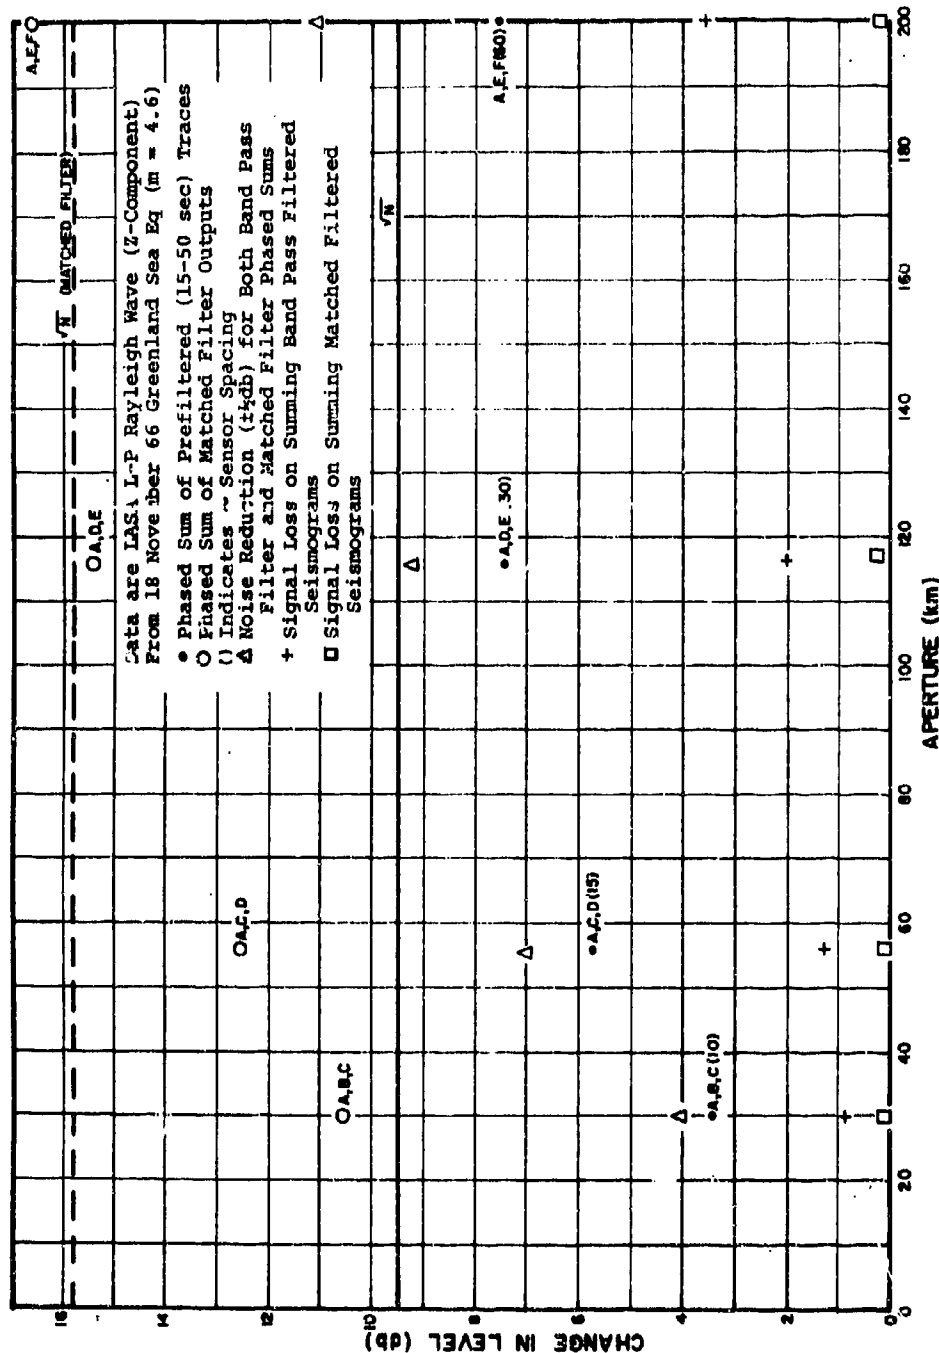 A,E,F
√N (MATCHED FILTER)
Data are LASA L-P Rayleigh Wave (Z-Component)
From 18 November 66 Greenland Sea Eq (m = 4.6)
• Phased Sum of Prefiltered (15-50 sec) Traces
O Phased Sum of Matched Filter Outputs
() Indicates ~ Sensor Spacing
Δ Noise Reduction (±½db) for Both Band Pass
Filter and Matched Filter Phased Sums
+ Signal Loss on Summing Band Pass Filtered
Seismograms
□ Signal Loss on Summing Matched Filtered
Seismograms
A,D,E
A,C,D
A,B,C
√N
A,E,F(60)
A,D,E(30)
A,C,D(15)
A,B,C(10)
CHANGE IN LEVEL (db)
16
14
12
10
8
6
4
2
0
0
20
40
60
80
100
120
140
160
180
200
APERTURE (km)